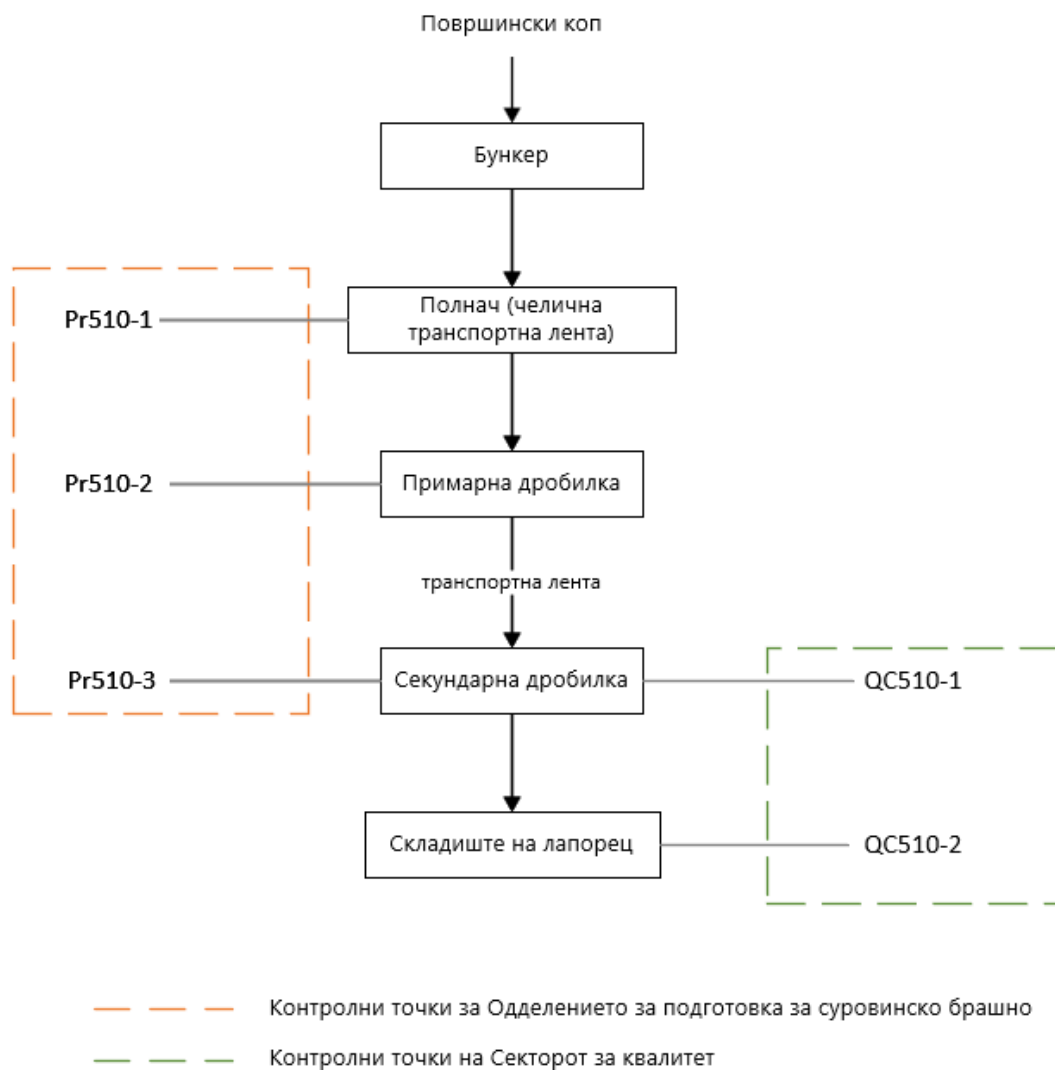 Површински коп
Бункер
Pr510-1
Полнач (челична
транспортна лента)
Pr510-2
Примарна дробилка
транспортна лента
Pr510-3
Секундарна дробилка
QC510-1
Складиште на лапорец
QC510-2
Контролни точки за Одделението за подготовка за суровинско брашно
Контролни точки на Секторот за квалитет